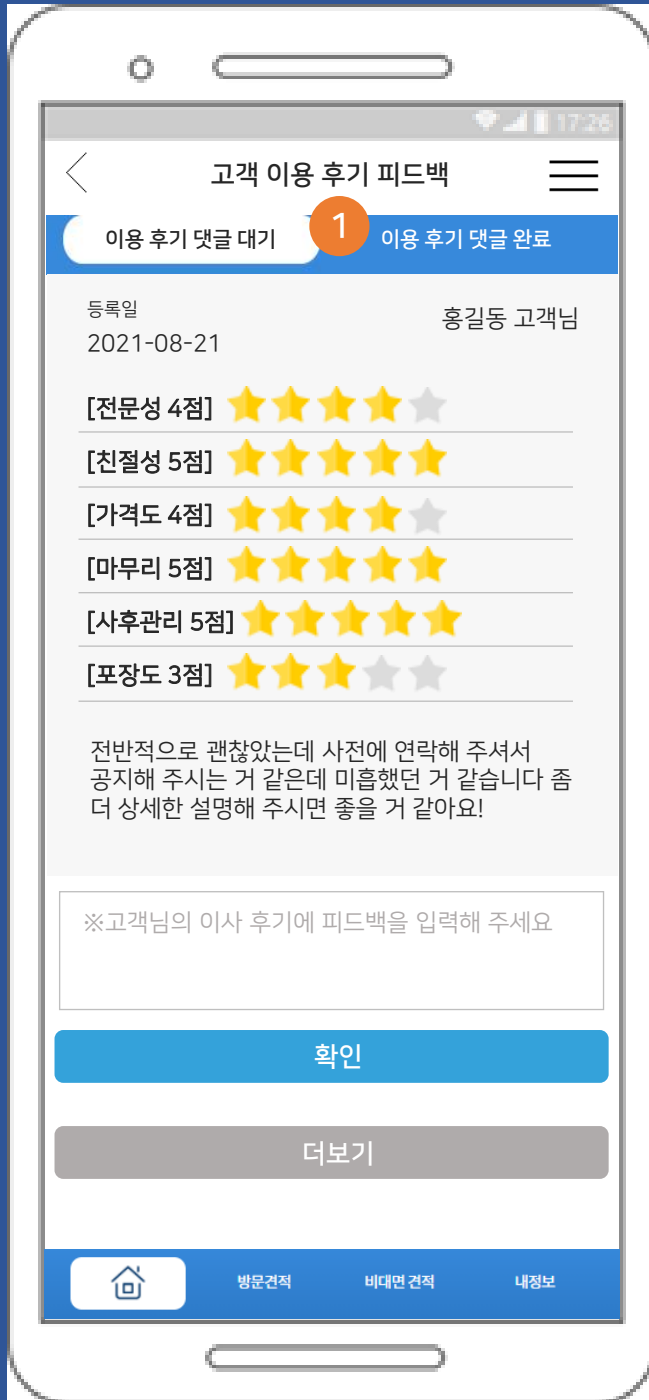 17:26
고객 이용 후기 피드백
이용 후기 댓글 대기
1
이용 후기 댓글 완료
등록일
2021-08-21
홍길동 고객님
[전문성 4점]
[친절성 5점]
[가격도 4점]
[마무리 5점]
[사후관리 5점]
[포장도 3점]
전반적으로 괜찮았는데 사전에 연락해 주셔서
공지해 주시는 거 같은데 미흡했던 거 같습니다 좀
더 상세한 설명해 주시면 좋을 거 같아요!
※고객님의 이사 후기에 피드백을 입력해 주세요
확인
더보기
방문견적
비대면 견적
내정보